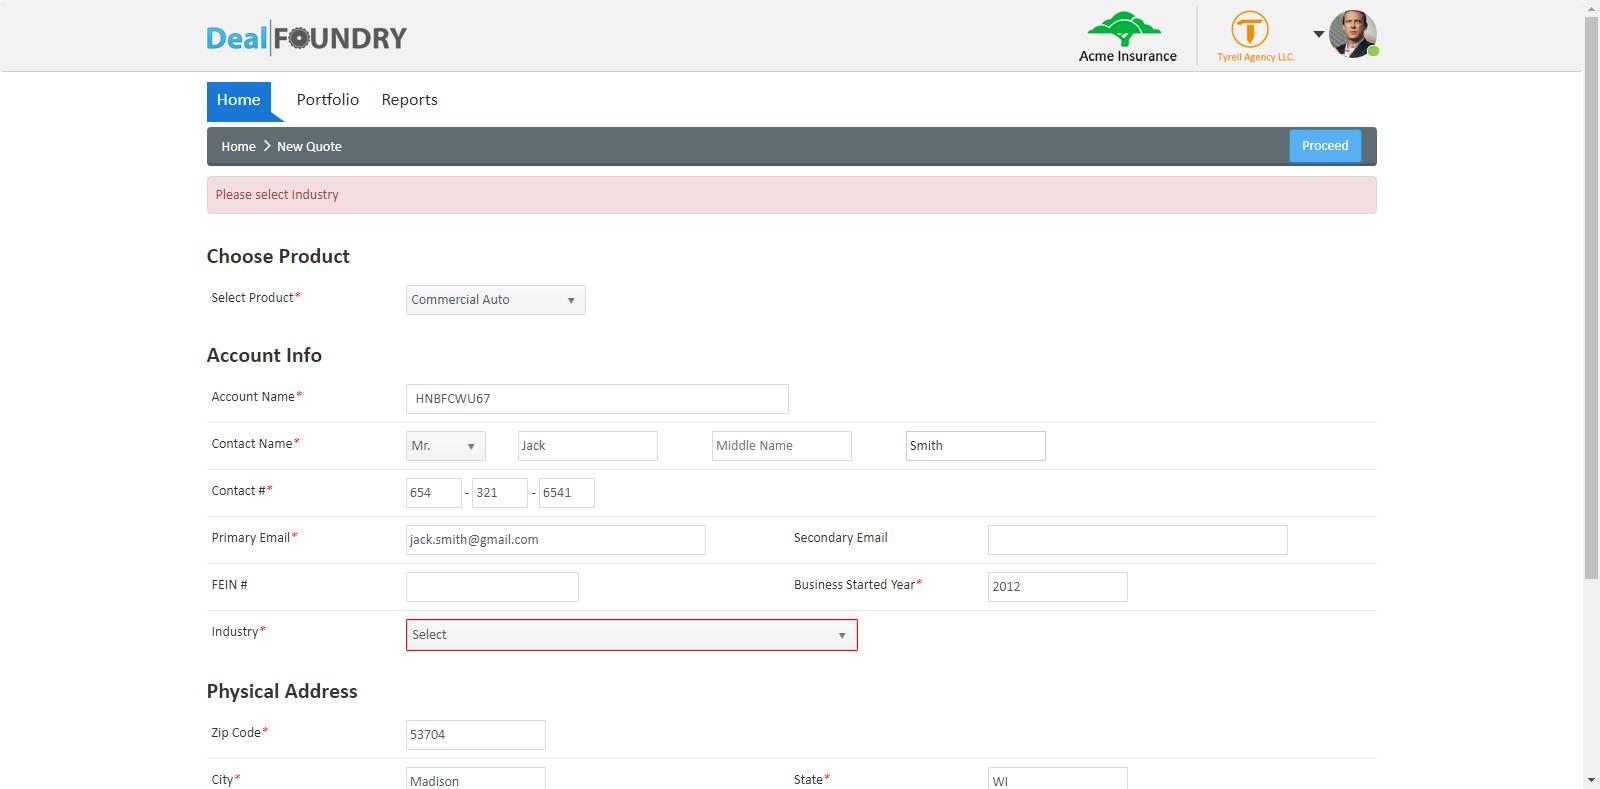 Deal FOUNDRY
Acme Insurance
Tyrell Agency LLC.
Home Portfolio Reports
Home New Quote Proceed
Please select Industry
Choose Product
Select Product* Commercial Auto
Account Info
Account Name* HNBFCWU67
Contact Name* Mr. Jack Middle Name Smith
Contact #* 654 - 321 - 6541
Primary Email* jack.smith@gmail.com Secondary Email
FEIN # Business Started Year* 2012
Industry* Select
Physical Address
Zip Code* 53704
City* Madison State* WI